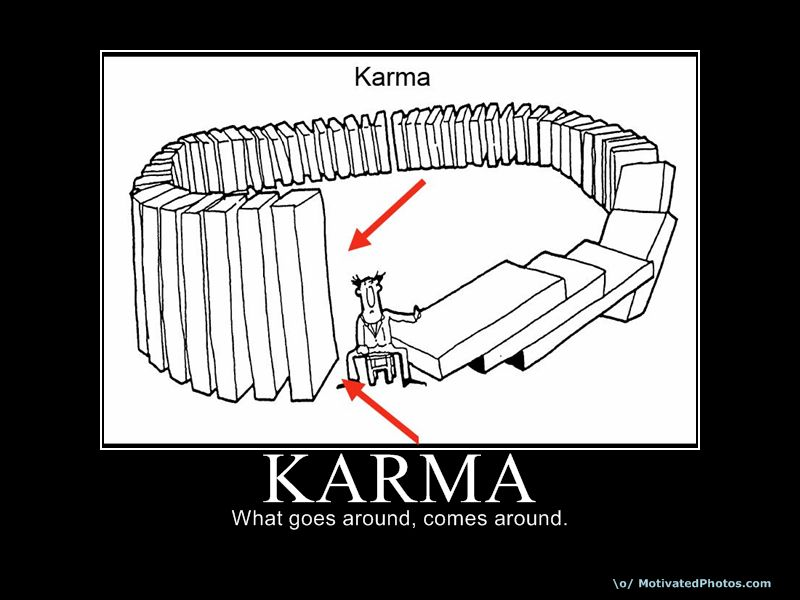 Karma
KARMA
What goes around, comes around.
\o/ MotivatedPhotos.com